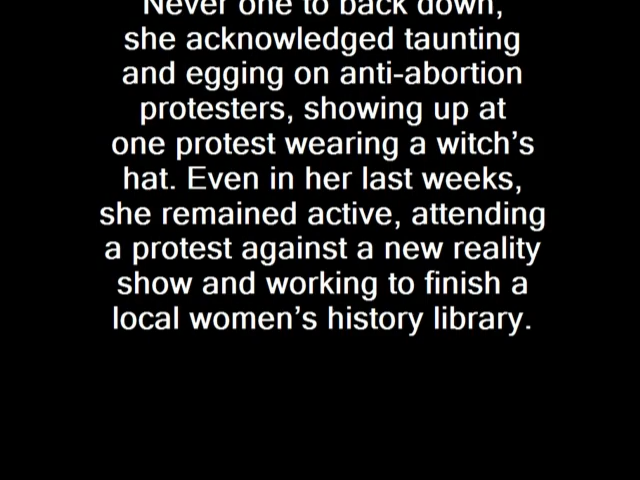 Never one to back down,
she acknowledged taunting
and egging on anti-abortion
protesters, showing up at
one protest wearing a witch’s
hat. Even in her last weeks,
she remained active, attending
a protest against a new reality
show and working to finish a
local women’s history library.